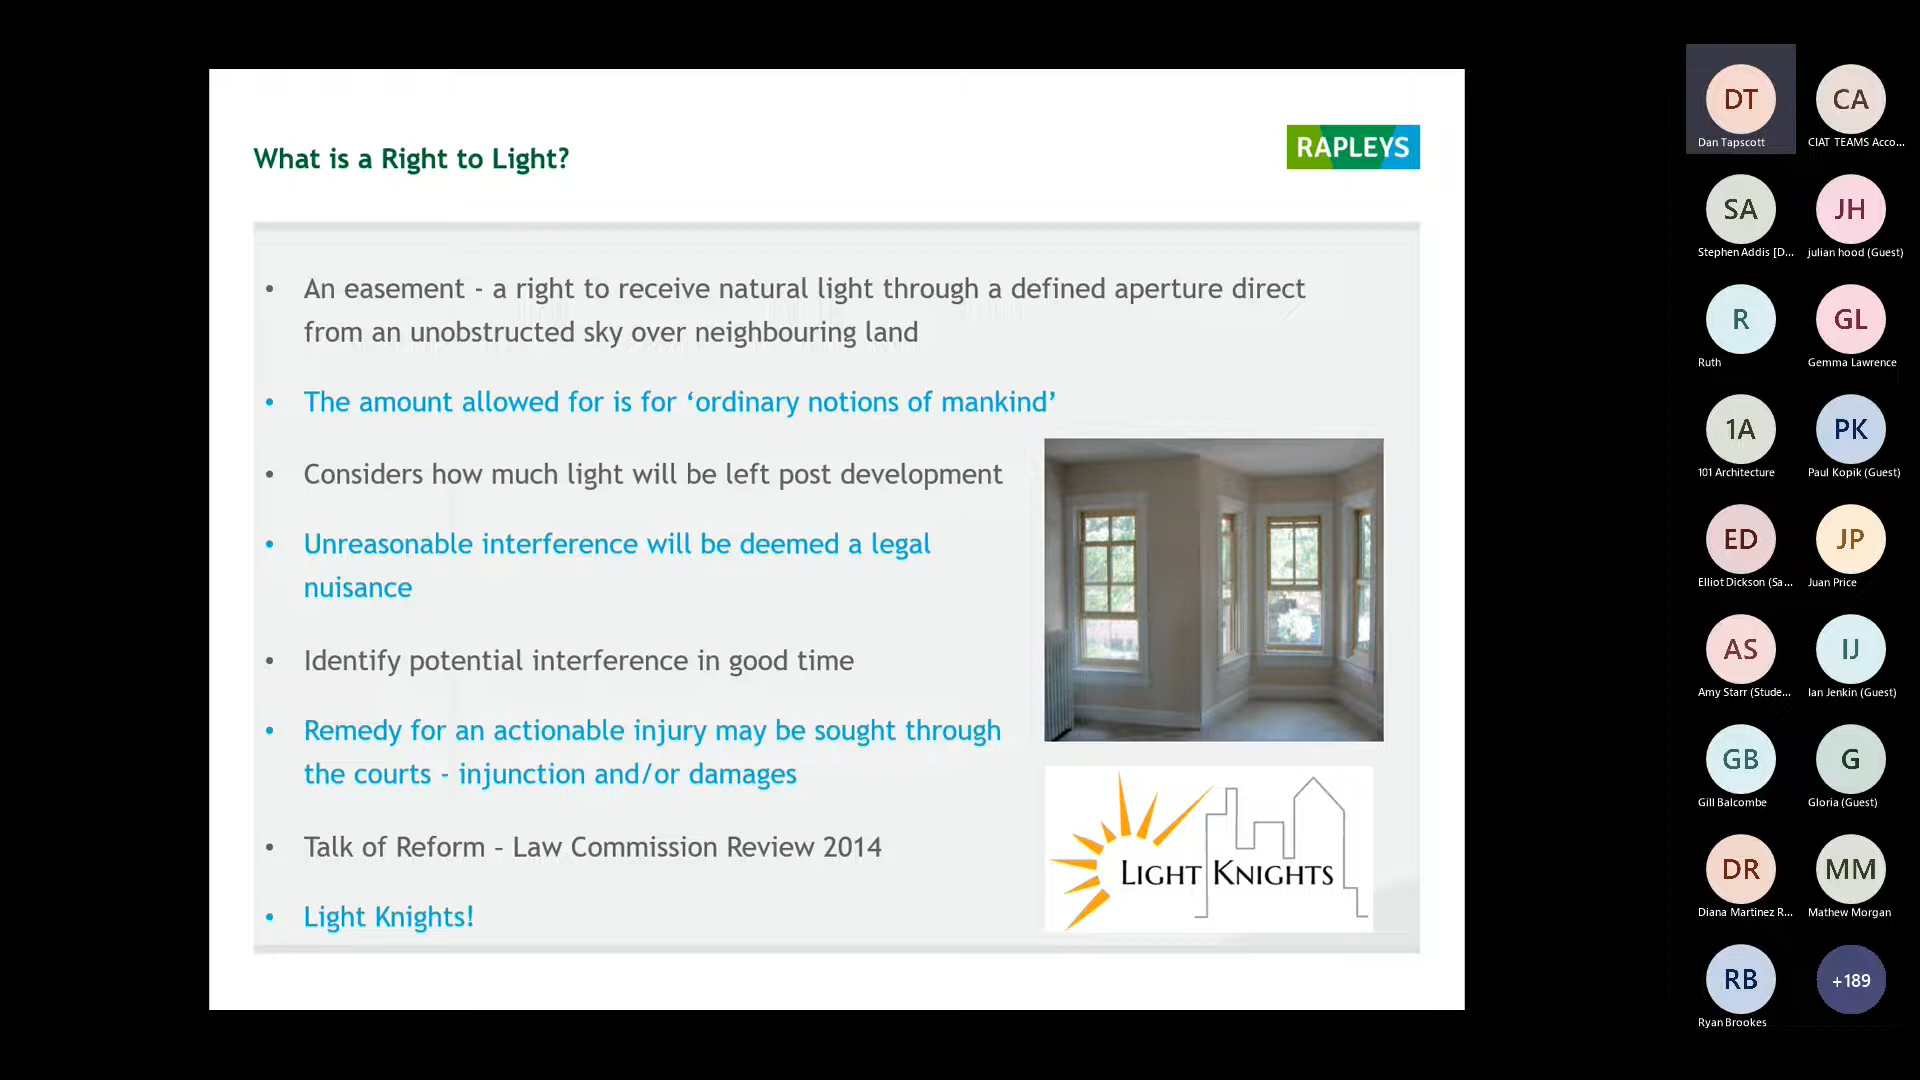 What is a Right to Light?
RAPLEYS
• An easement - a right to receive natural light through a defined aperture direct
from an unobstructed sky over neighbouring land
• The amount allowed for is for ‘ordinary notions of mankind’
• Considers how much light will be left post development
• Unreasonable interference will be deemed a legal
nuisance
• Identify potential interference in good time
• Remedy for an actionable injury may be sought through
the courts - injunction and/or damages
• Talk of Reform – Law Commission Review 2014
• Light Knights!
LIGHT KNIGHTS
DT
Dan Tapscott
CA
CIAT TEAMS Acco...
SA
Stephen Addis [D...
JH
julian hood (Guest)
R
Ruth
GL
Gemma Lawrence
1A
101 Architecture
PK
Paul Kopik (Guest)
ED
Elliot Dickson (Sa...
JP
Juan Price
AS
Amy Starr (Stude...
IJ
Ian Jenkin (Guest)
GB
Gill Balcombe
G
Gloria (Guest)
DR
Diana Martinez R...
MM
Mathew Morgan
RB
Ryan Brookes
+189